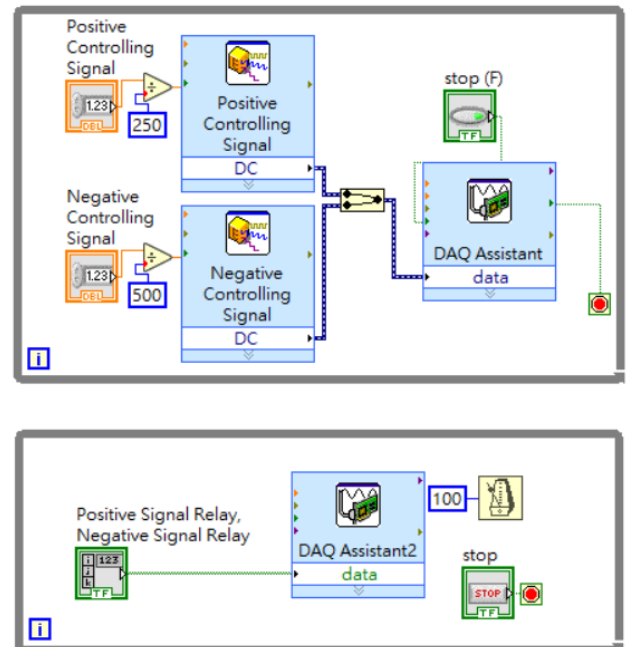 Positive
Controlling
Signal
1.23
DBL
÷
250
Positive
Controlling
Signal
DC
stop (F)
TF
Negative
Controlling
Signal
1.23
DBL
÷
500
Negative
Controlling
Signal
DC
DAQ Assistant
data
i
Positive Signal Relay,
Negative Signal Relay
i 123
j
k
TF
DAQ Assistant2
data
100
stop
STOP
TF
i